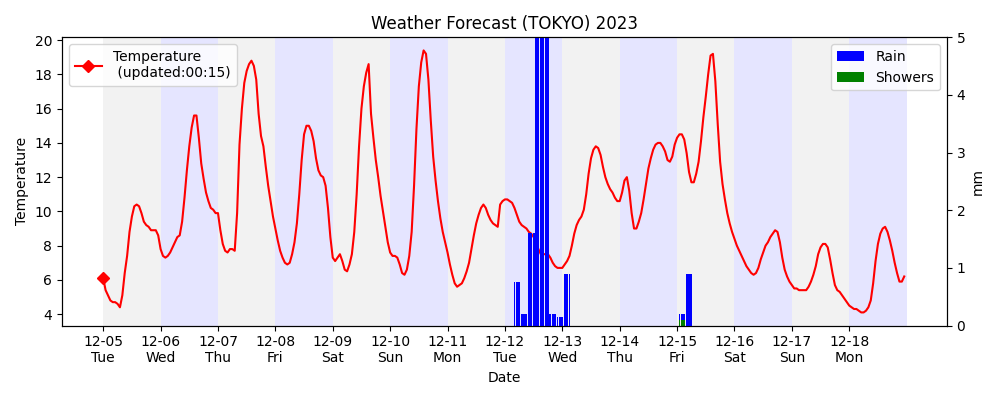 Weather Forecast (TOKYO) 2023
Temperature
(updated:00:15)
Rain
Showers
20
18
16
14
12
10
8
6
4
Temperature
5
4
3
2
1
0
mm
12-05 12-06 12-07 12-08 12-09 12-10 12-11 12-12 12-13 12-14 12-15 12-16 12-17 12-18
Tue Wed Thu Fri Sat Sun Mon Tue Wed Thu Fri Sat Sun Mon
Date